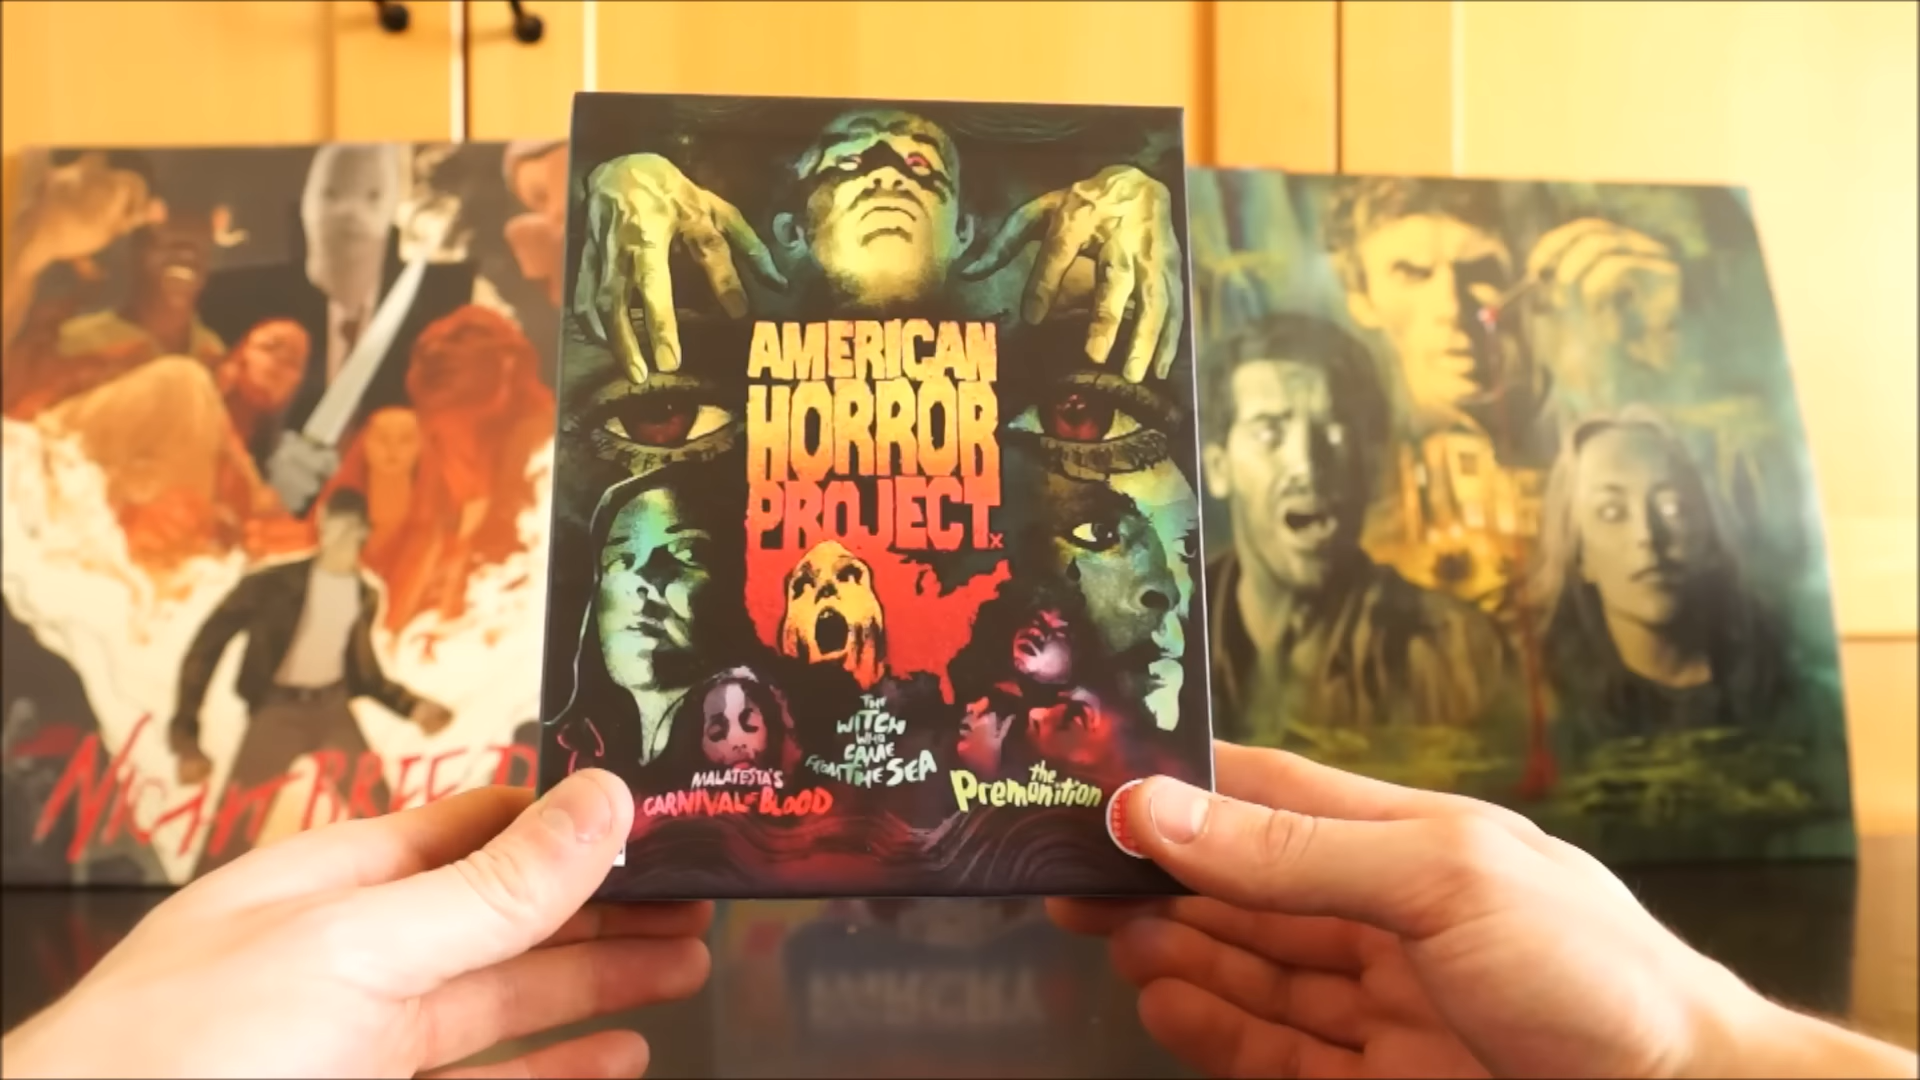 AMERICAN
HORROR
PROJECT
x
THE
WITCH
WHO
CAME
FROM THE SEA
MALATESTA'S
CARNIVAL OF BLOOD
the
Premonition
NIGHTBREED